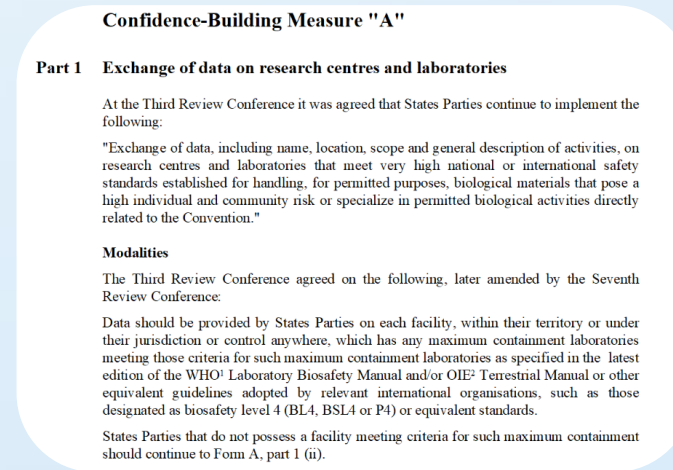 Confidence-Building Measure "A"
Part 1 Exchange of data on research centres and laboratories
At the Third Review Conference it was agreed that States Parties continue to implement the
following:
"Exchange of data, including name, location, scope and general description of activities, on
research centres and laboratories that meet very high national or international safety
standards established for handling, for permitted purposes, biological materials that pose a
high individual and community risk or specialize in permitted biological activities directly
related to the Convention."
Modalities
The Third Review Conference agreed on the following, later amended by the Seventh
Review Conference:
Data should be provided by States Parties on each facility, within their territory or under
their jurisdiction or control anywhere, which has any maximum containment laboratories
meeting those criteria for such maximum containment laboratories as specified in the latest
edition of the WHO¹ Laboratory Biosafety Manual and/or OIE² Terrestrial Manual or other
equivalent guidelines adopted by relevant international organisations, such as those
designated as biosafety level 4 (BL4, BSL4 or P4) or equivalent standards.
States Parties that do not possess a facility meeting criteria for such maximum containment
should continue to Form A, part 1 (ii).